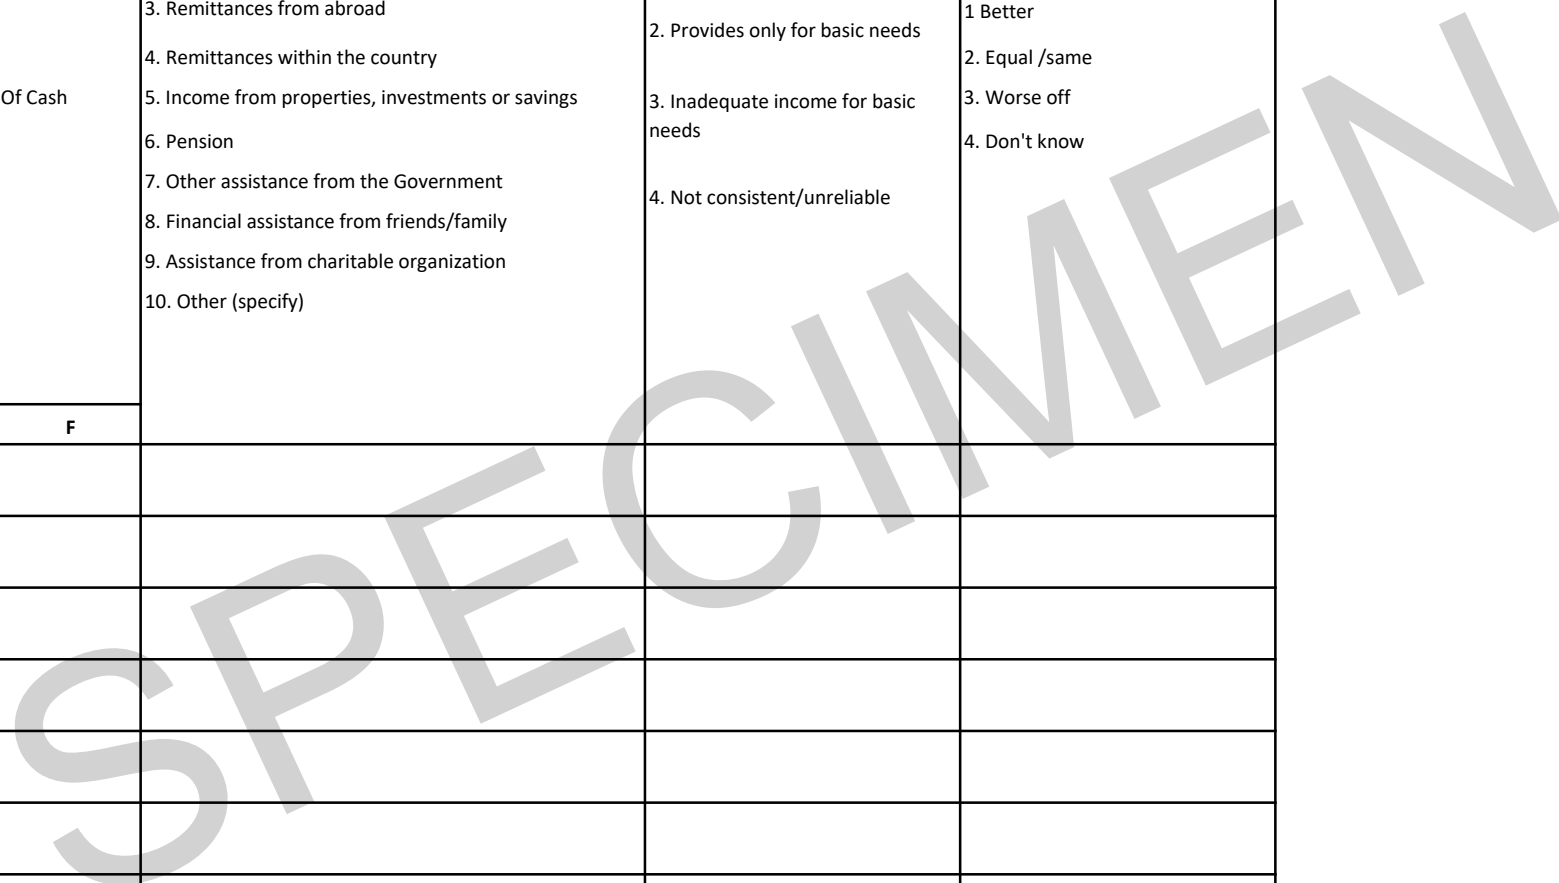 Of Cash
F
3. Remittances from abroad
4. Remittances within the country
5. Income from properties, investments or savings
6. Pension
7. Other assistance from the Government
8. Financial assistance from friends/family
9. Assistance from charitable organization
10. Other (specify)
2. Provides only for basic needs
3. Inadequate income for basic
needs
4. Not consistent/unreliable
1 Better
2. Equal /same
3. Worse off
4. Don't know
SPECIMEN